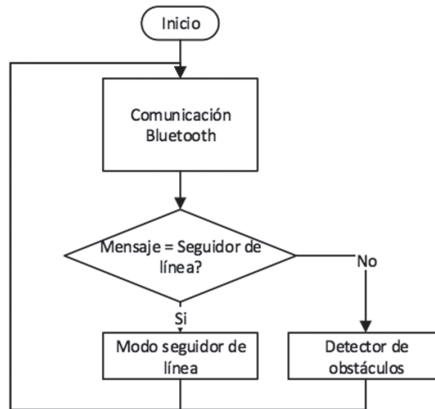 Inicio
Comunicación
Bluetooth
Mensaje = Seguidor de
línea?
No
Si
Modo seguidor de
línea
Detector de
obstáculos